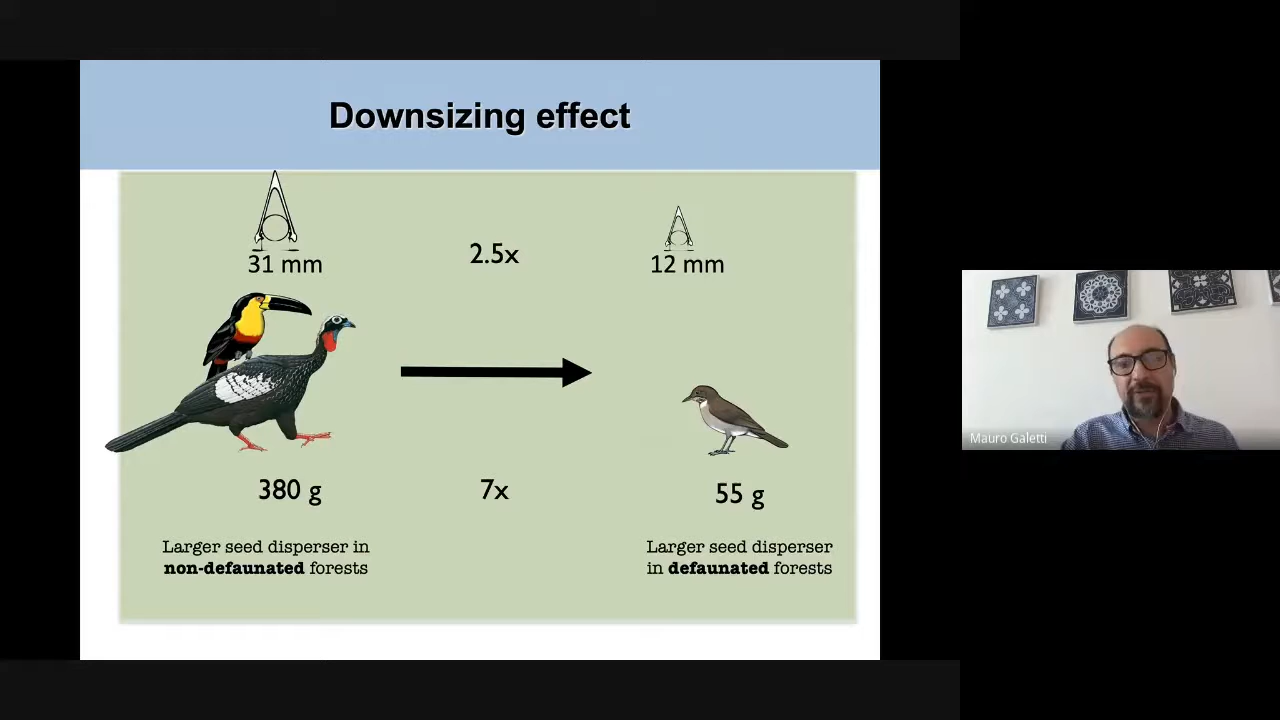 Downsizing effect
31 mm
2.5x
12 mm
380 g
7x
55 g
Larger seed disperser in
non-defaunated forests
Larger seed disperser
in defaunated forests
Mauro Galetti